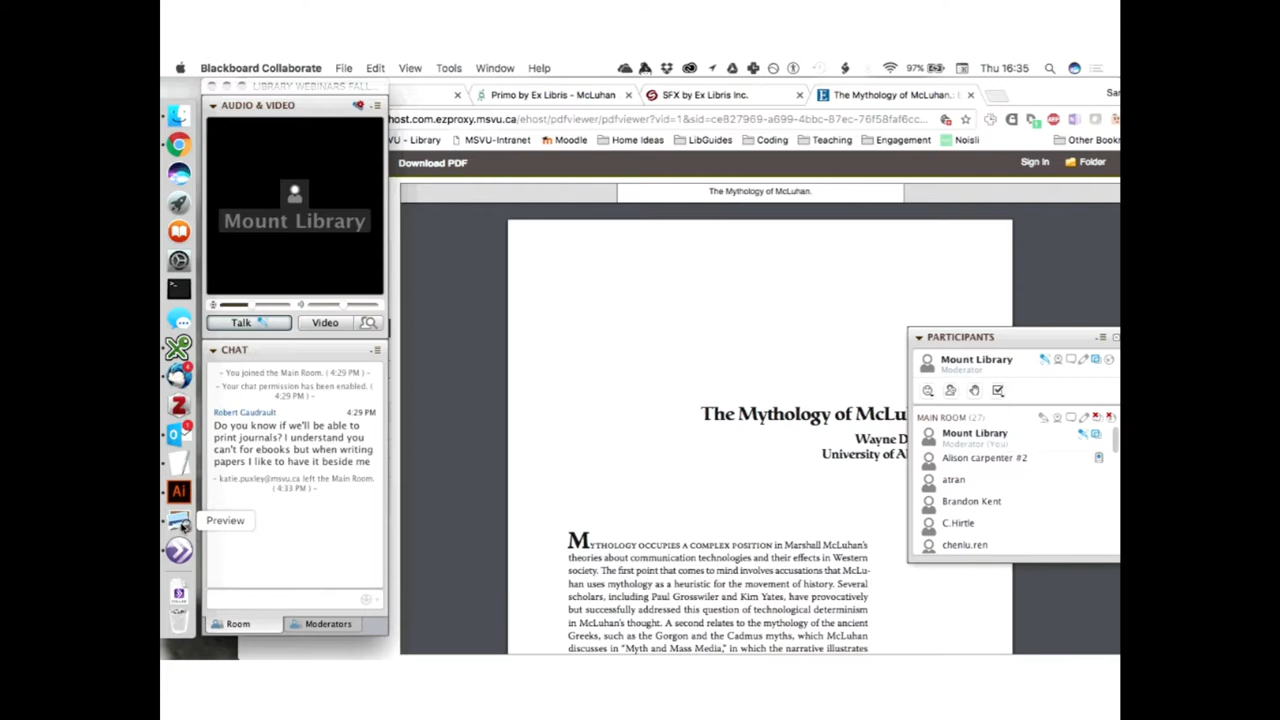 Blackboard Collaborate File Edit View Tools Window Help 97% Thu 16:35
LIBRARY WEBINARS FALL...
AUDIO & VIDEO
Mount Library
Talk Video
CHAT
– You joined the Main Room. ( 4:29 PM ) –
– Your chat permission has been enabled. (
4:29 PM ) –
Robert Gaudrault 4:29 PM
Do you know if we'll be able to
print journals? I understand you
can't for ebooks but when writing
papers I like to have it beside me
– katie.puxley@msvu.ca left the Main Room.
( 4:33 PM ) –
Room Moderators
Preview
Primo by Ex Libris - McLuhan SFX by Ex Libris Inc. The Mythology of McLuhan.:
host.com.ezproxy.msvu.ca/ehost/pdfviewer/pdfviewer?vid=1&sid=ce827969-a699-4bbc-87ec-76f58faf6cc...
VU - Library MSVU-Intranet Moodle Home Ideas LibGuides Coding Teaching Engagement Noisli Other Book
Download PDF Sign In Folder
The Mythology of McLuhan.
The Mythology of McLu
Wayne D
University of Al
MYTHOLOGY OCCUPIES A COMPLEX POSITION in Marshall McLuhan's
theories about communication technologies and their effects in Western
society. The first point that comes to mind involves accusations that McLu-
han uses mythology as a heuristic for the movement of history. Several
scholars, including Paul Grosswiler and Kim Yates, have provocatively
but successfully addressed this question of technological determinism
in McLuhan's thought. A second relates to the mythology of the ancient
Greeks, such as the Gorgon and the Cadmus myths, which McLuhan
discusses in "Myth and Mass Media," in which the narrative illustrates
PARTICIPANTS
Mount Library
Moderator
MAIN ROOM (27)
Mount Library
Moderator (You)
Alison carpenter #2
atran
Brandon Kent
C.Hirtle
chenlu.ren